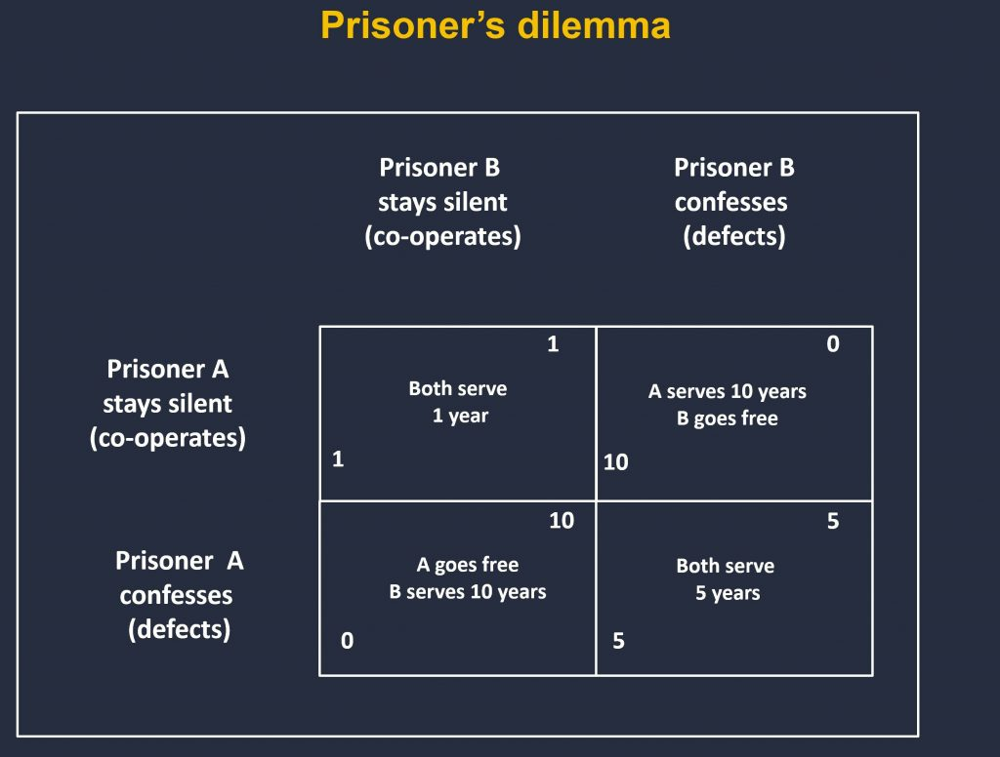 Prisoner’s dilemma
Prisoner B
stays silent
(co-operates)
Prisoner B
confesses
(defects)
Prisoner A
stays silent
(co-operates)
1
Both serve
1 year
1
0
A serves 10 years
B goes free
10
Prisoner  A
confesses
(defects)
10
A goes free
B serves 10 years
0
5
Both serve
5 years
5